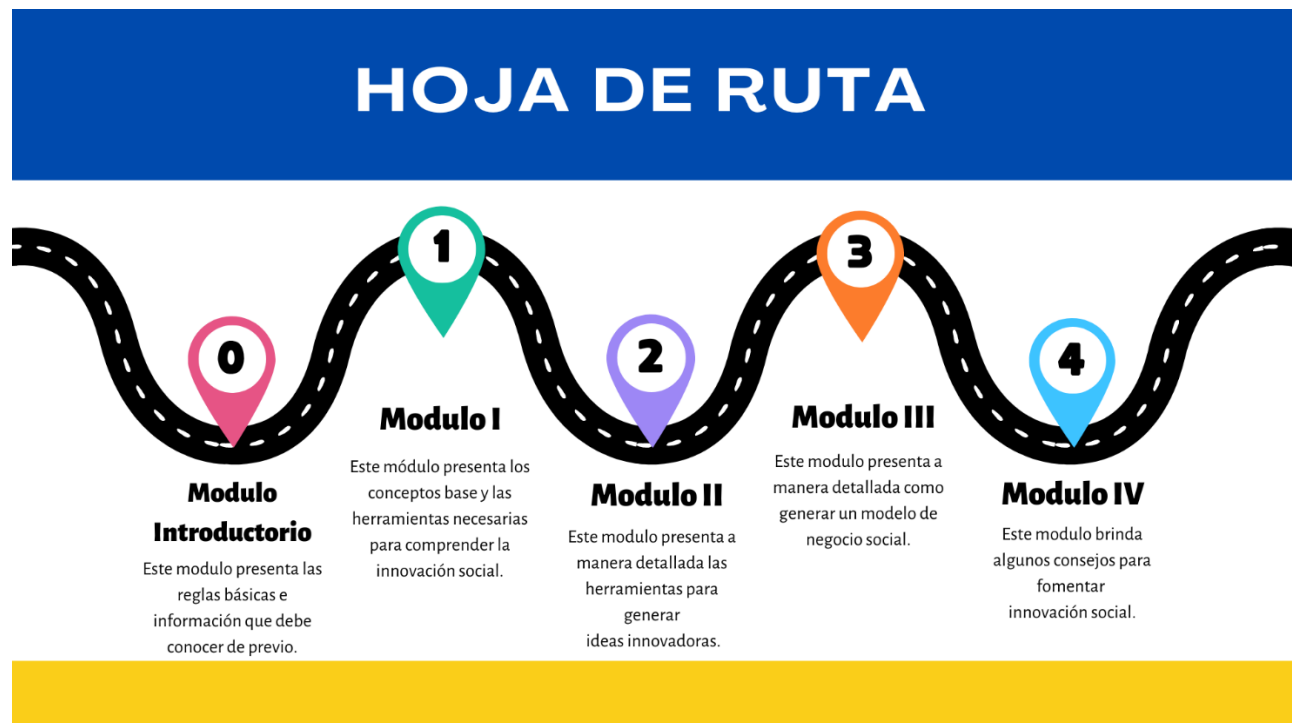 HOJA DE RUTA
0
Modulo
Introductorio
Este modulo presenta las
reglas básicas e
información que debe
conocer de previo.
1
Modulo I
Este módulo presenta los
conceptos base y las
herramientas necesarias
para comprender la
innovación social.
2
Modulo II
Este modulo presenta a
manera detallada las
herramientas para
generar
ideas innovadoras.
3
Modulo III
Este modulo presenta a
manera detallada como
generar un modelo de
negocio social.
4
Modulo IV
Este modulo brinda
algunos consejos para
fomentar
innovación social.